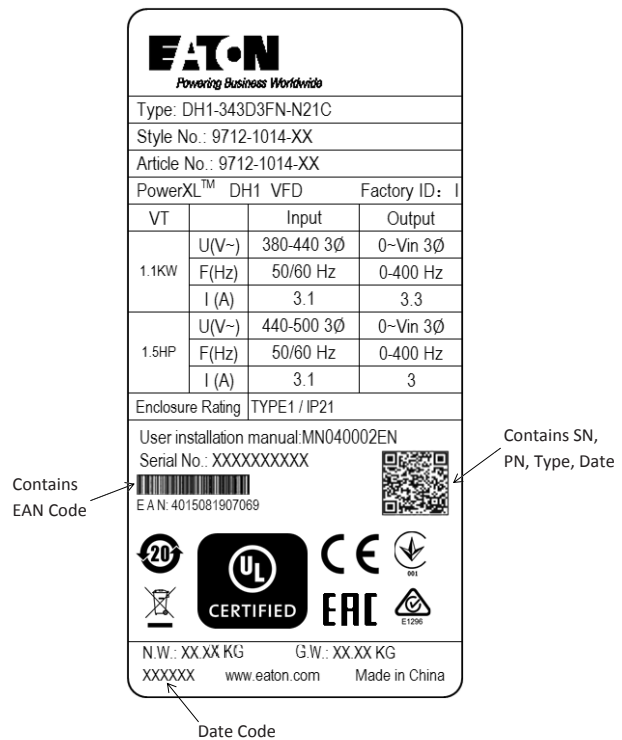 EATON
Powering Business Worldwide
Type: DH1-343D3FN-N21C
Style No.: 9712-1014-XX
Article No.: 9712-1014-XX
PowerXL™ DH1 VFD Factory ID: I
VT Input Output
1.1KW U(V~) 380-440 3Ø 0~Vin 3Ø
F(Hz) 50/60 Hz 0-400 Hz
I (A) 3.1 3.3
1.5HP U(V~) 440-500 3Ø 0~Vin 3Ø
F(Hz) 50/60 Hz 0-400 Hz
I (A) 3.1 3
Enclosure Rating TYPE1 / IP21
User installation manual:MN040002EN
Serial No.: XXXXXXXXXX
Contains SN,
PN, Type, Date
Contains
EAN Code
EAN: 4015081907069
20
UL
CERTIFIED
CE
001
EAC
E1296
N.W.: XX.XX KG G.W.: XX.XX KG
XXXXXX www.eaton.com Made in China
Date Code